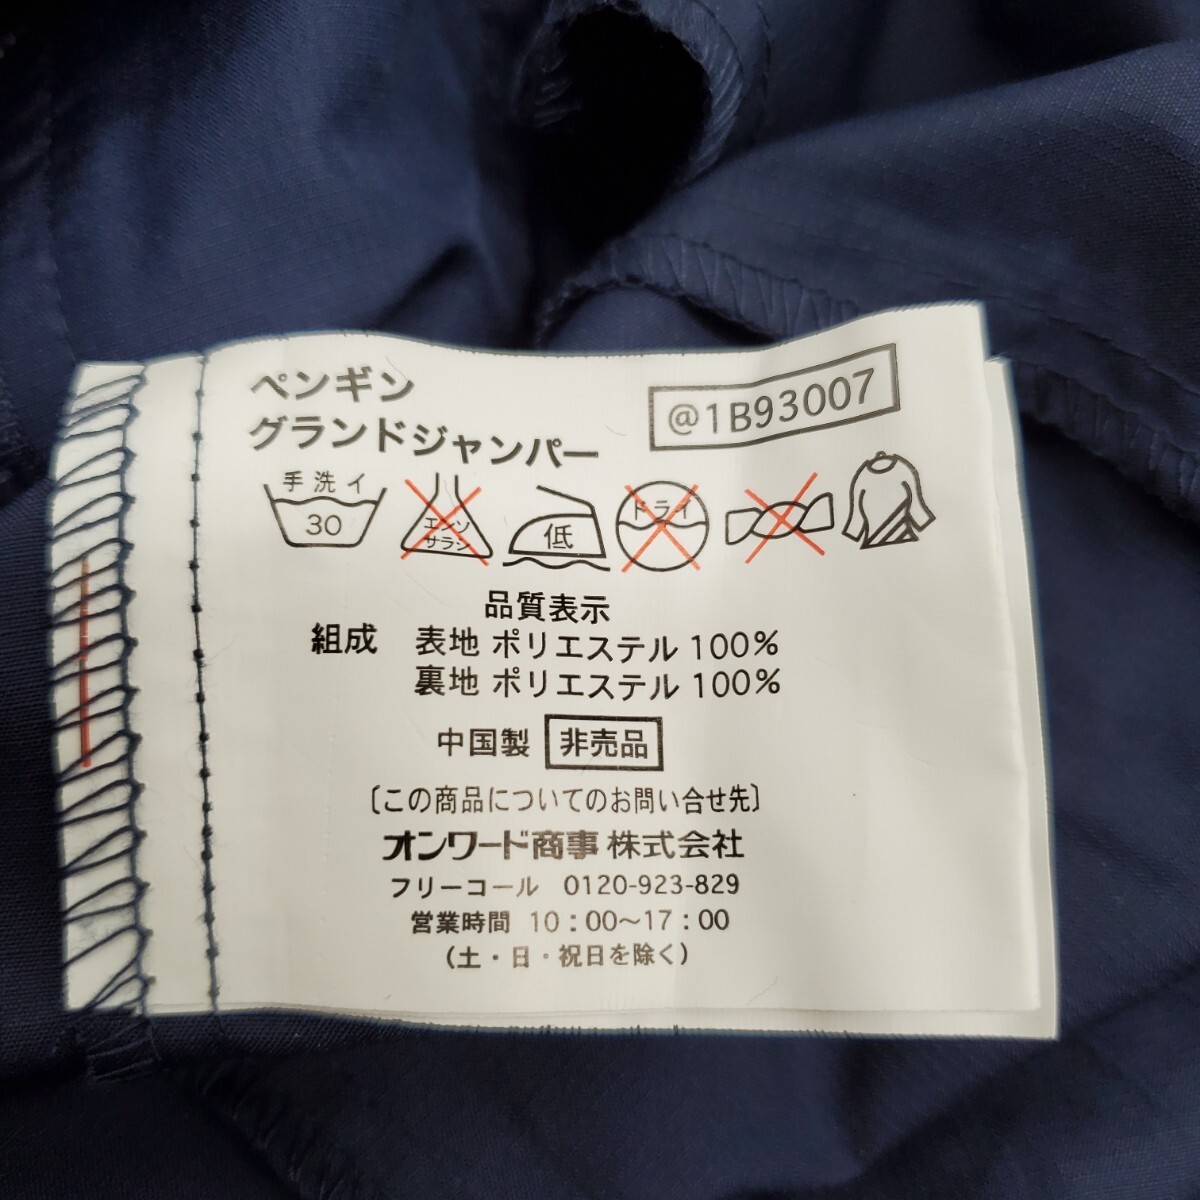 ペンギン
グランドジャンパー
@1B93007
手洗イ
30
エンソ
サラシ
低
ドライ
品質表示
組成 表地 ポリエステル 100%
裏地 ポリエステル 100%
中国製 非売品
〔この商品についてのお問い合せ先〕
オンワード商事株式会社
フリーコール 0120-923-829
営業時間 10：00〜17：00
（土・日・祝日を除く）